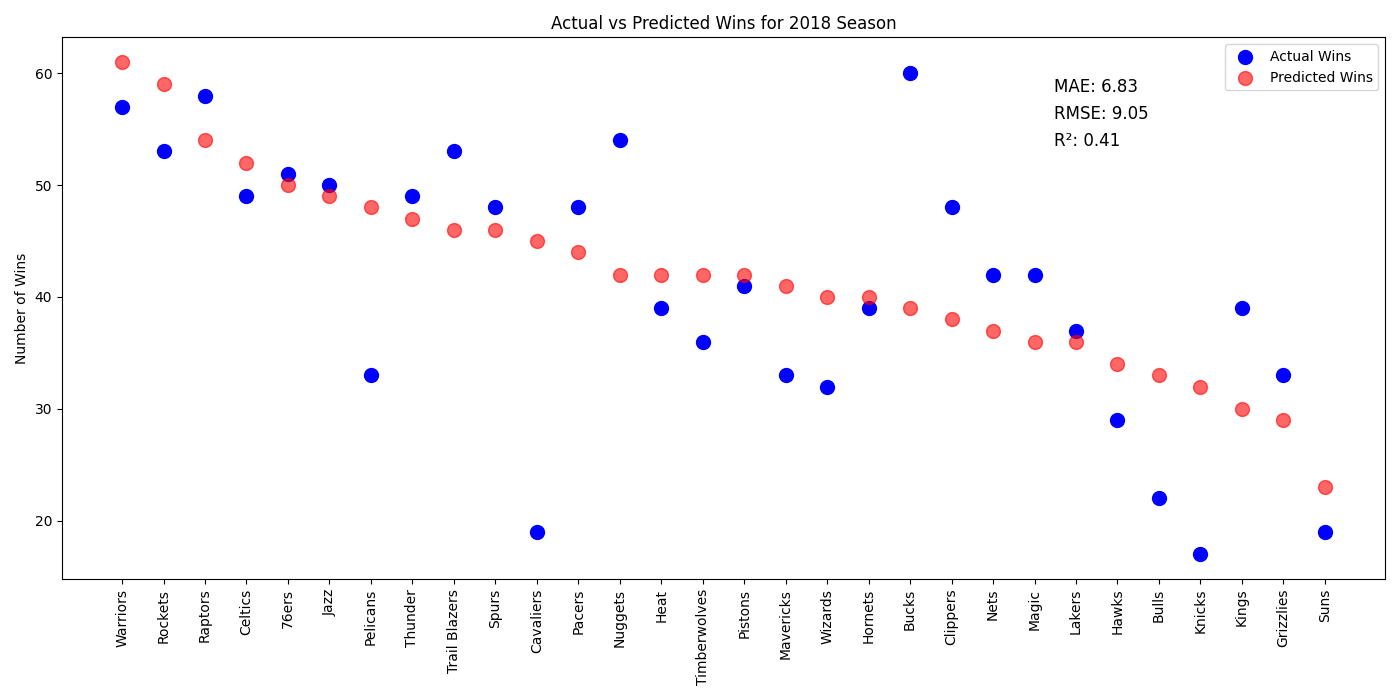 Actual vs Predicted Wins for 2018 Season
Actual Wins
Predicted Wins
MAE: 6.83
RMSE: 9.05
R²: 0.41
Number of Wins
60
50
40
30
20
Warriors
Rockets
Raptors
Celtics
76ers
Jazz
Pelicans
Thunder
Trail Blazers
Spurs
Cavaliers
Pacers
Nuggets
Heat
Timberwolves
Pistons
Mavericks
Wizards
Hornets
Bucks
Clippers
Nets
Magic
Lakers
Hawks
Bulls
Knicks
Kings
Grizzlies
Suns